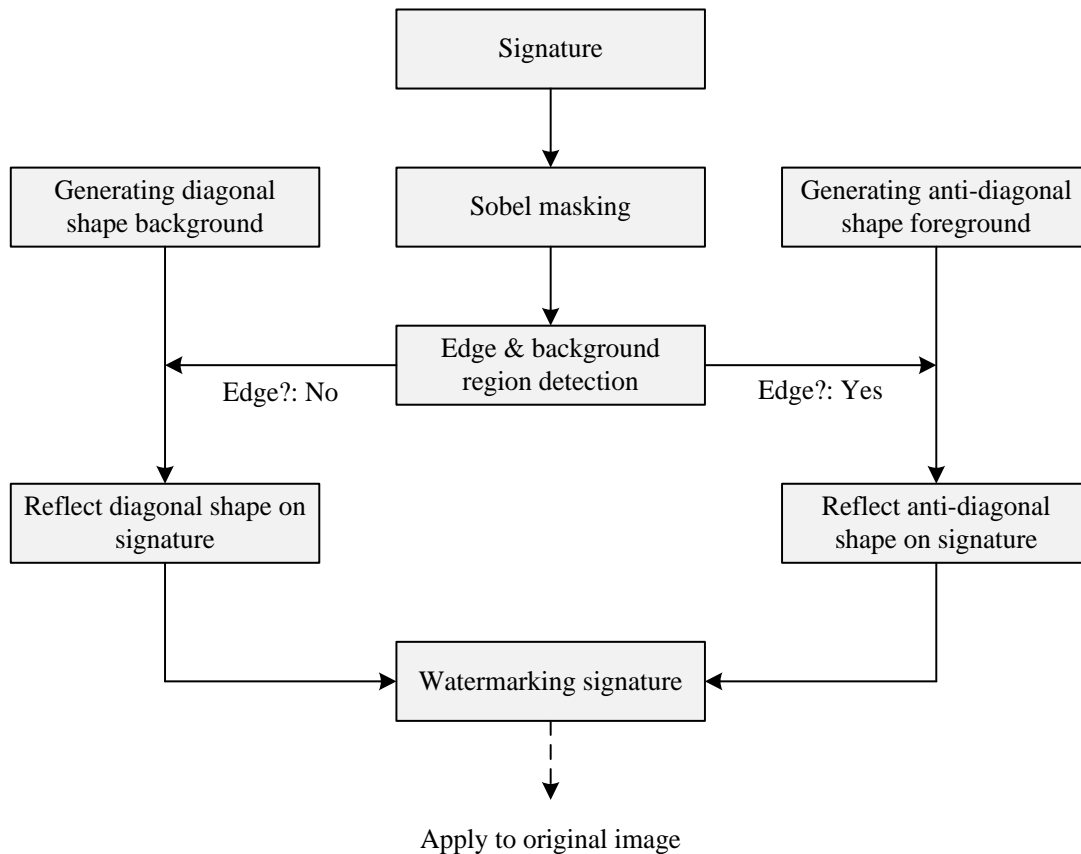 Signature
Generating diagonal
shape background
Sobel masking
Generating anti-diagonal
shape foreground
Edge & background
region detection
Edge?: No
Edge?: Yes
Reflect diagonal shape on
signature
Reflect anti-diagonal
shape on signature
Watermarking signature
Apply to original image